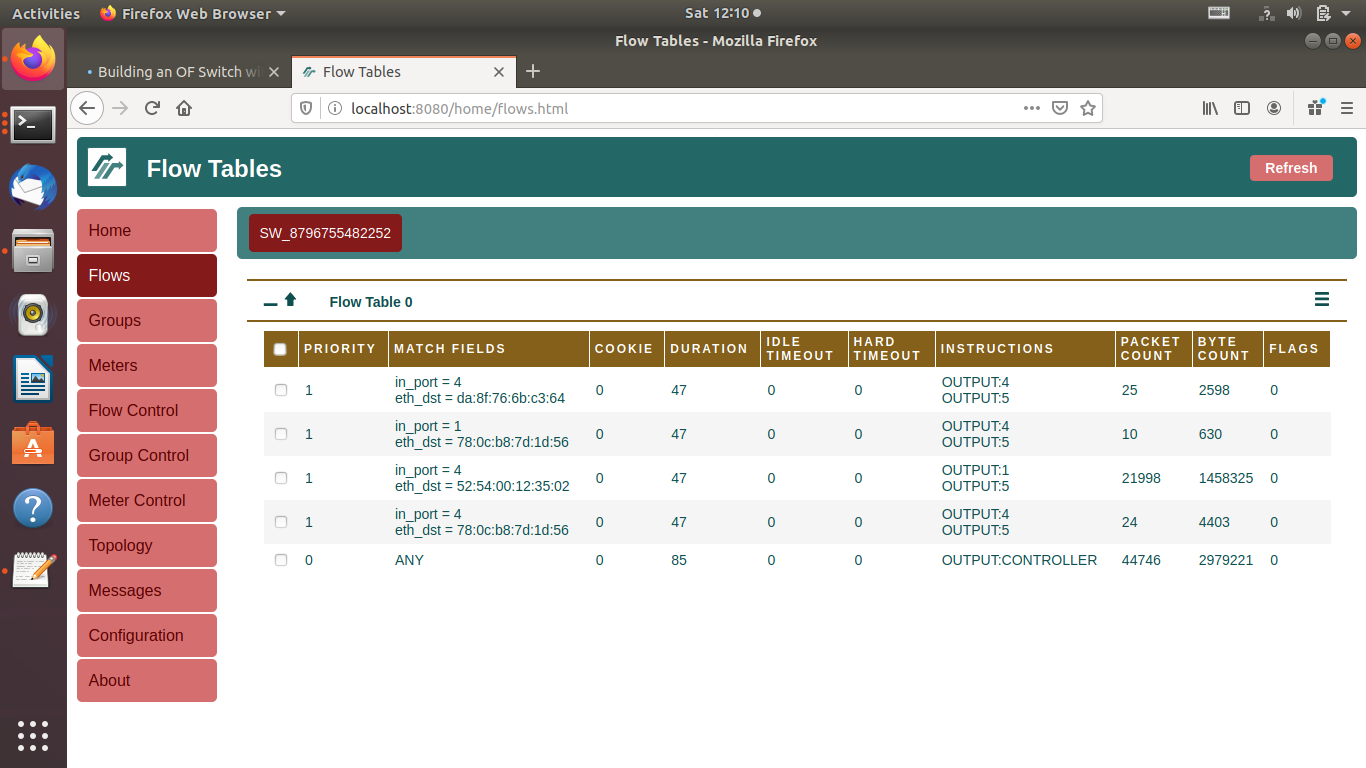 Activities
Firefox Web Browser
Sat 12:10
Flow Tables - Mozilla Firefox
Building an OF Switch wi
Flow Tables
localhost:8080/home/flows.html
Flow Tables
Refresh
Home
Flows
Groups
Meters
Flow Control
Group Control
Meter Control
Topology
Messages
Configuration
About
SW_8796755482252
Flow Table 0
PRIORITY MATCH FIELDS COOKIE DURATION IDLE TIMEOUT HARD TIMEOUT INSTRUCTIONS PACKET COUNT BYTE COUNT FLAGS
1 in_port = 4 eth_dst = da:8f:76:6b:c3:64 0 47 0 0 OUTPUT:4 OUTPUT:5 25 2598 0
1 in_port = 1 eth_dst = 78:0c:b8:7d:1d:56 0 47 0 0 OUTPUT:4 OUTPUT:5 10 630 0
1 in_port = 4 eth_dst = 52:54:00:12:35:02 0 47 0 0 OUTPUT:1 OUTPUT:5 21998 1458325 0
1 in_port = 4 eth_dst = 78:0c:b8:7d:1d:56 0 47 0 0 OUTPUT:4 OUTPUT:5 24 4403 0
0 ANY 0 85 0 0 OUTPUT:CONTROLLER 44746 2979221 0